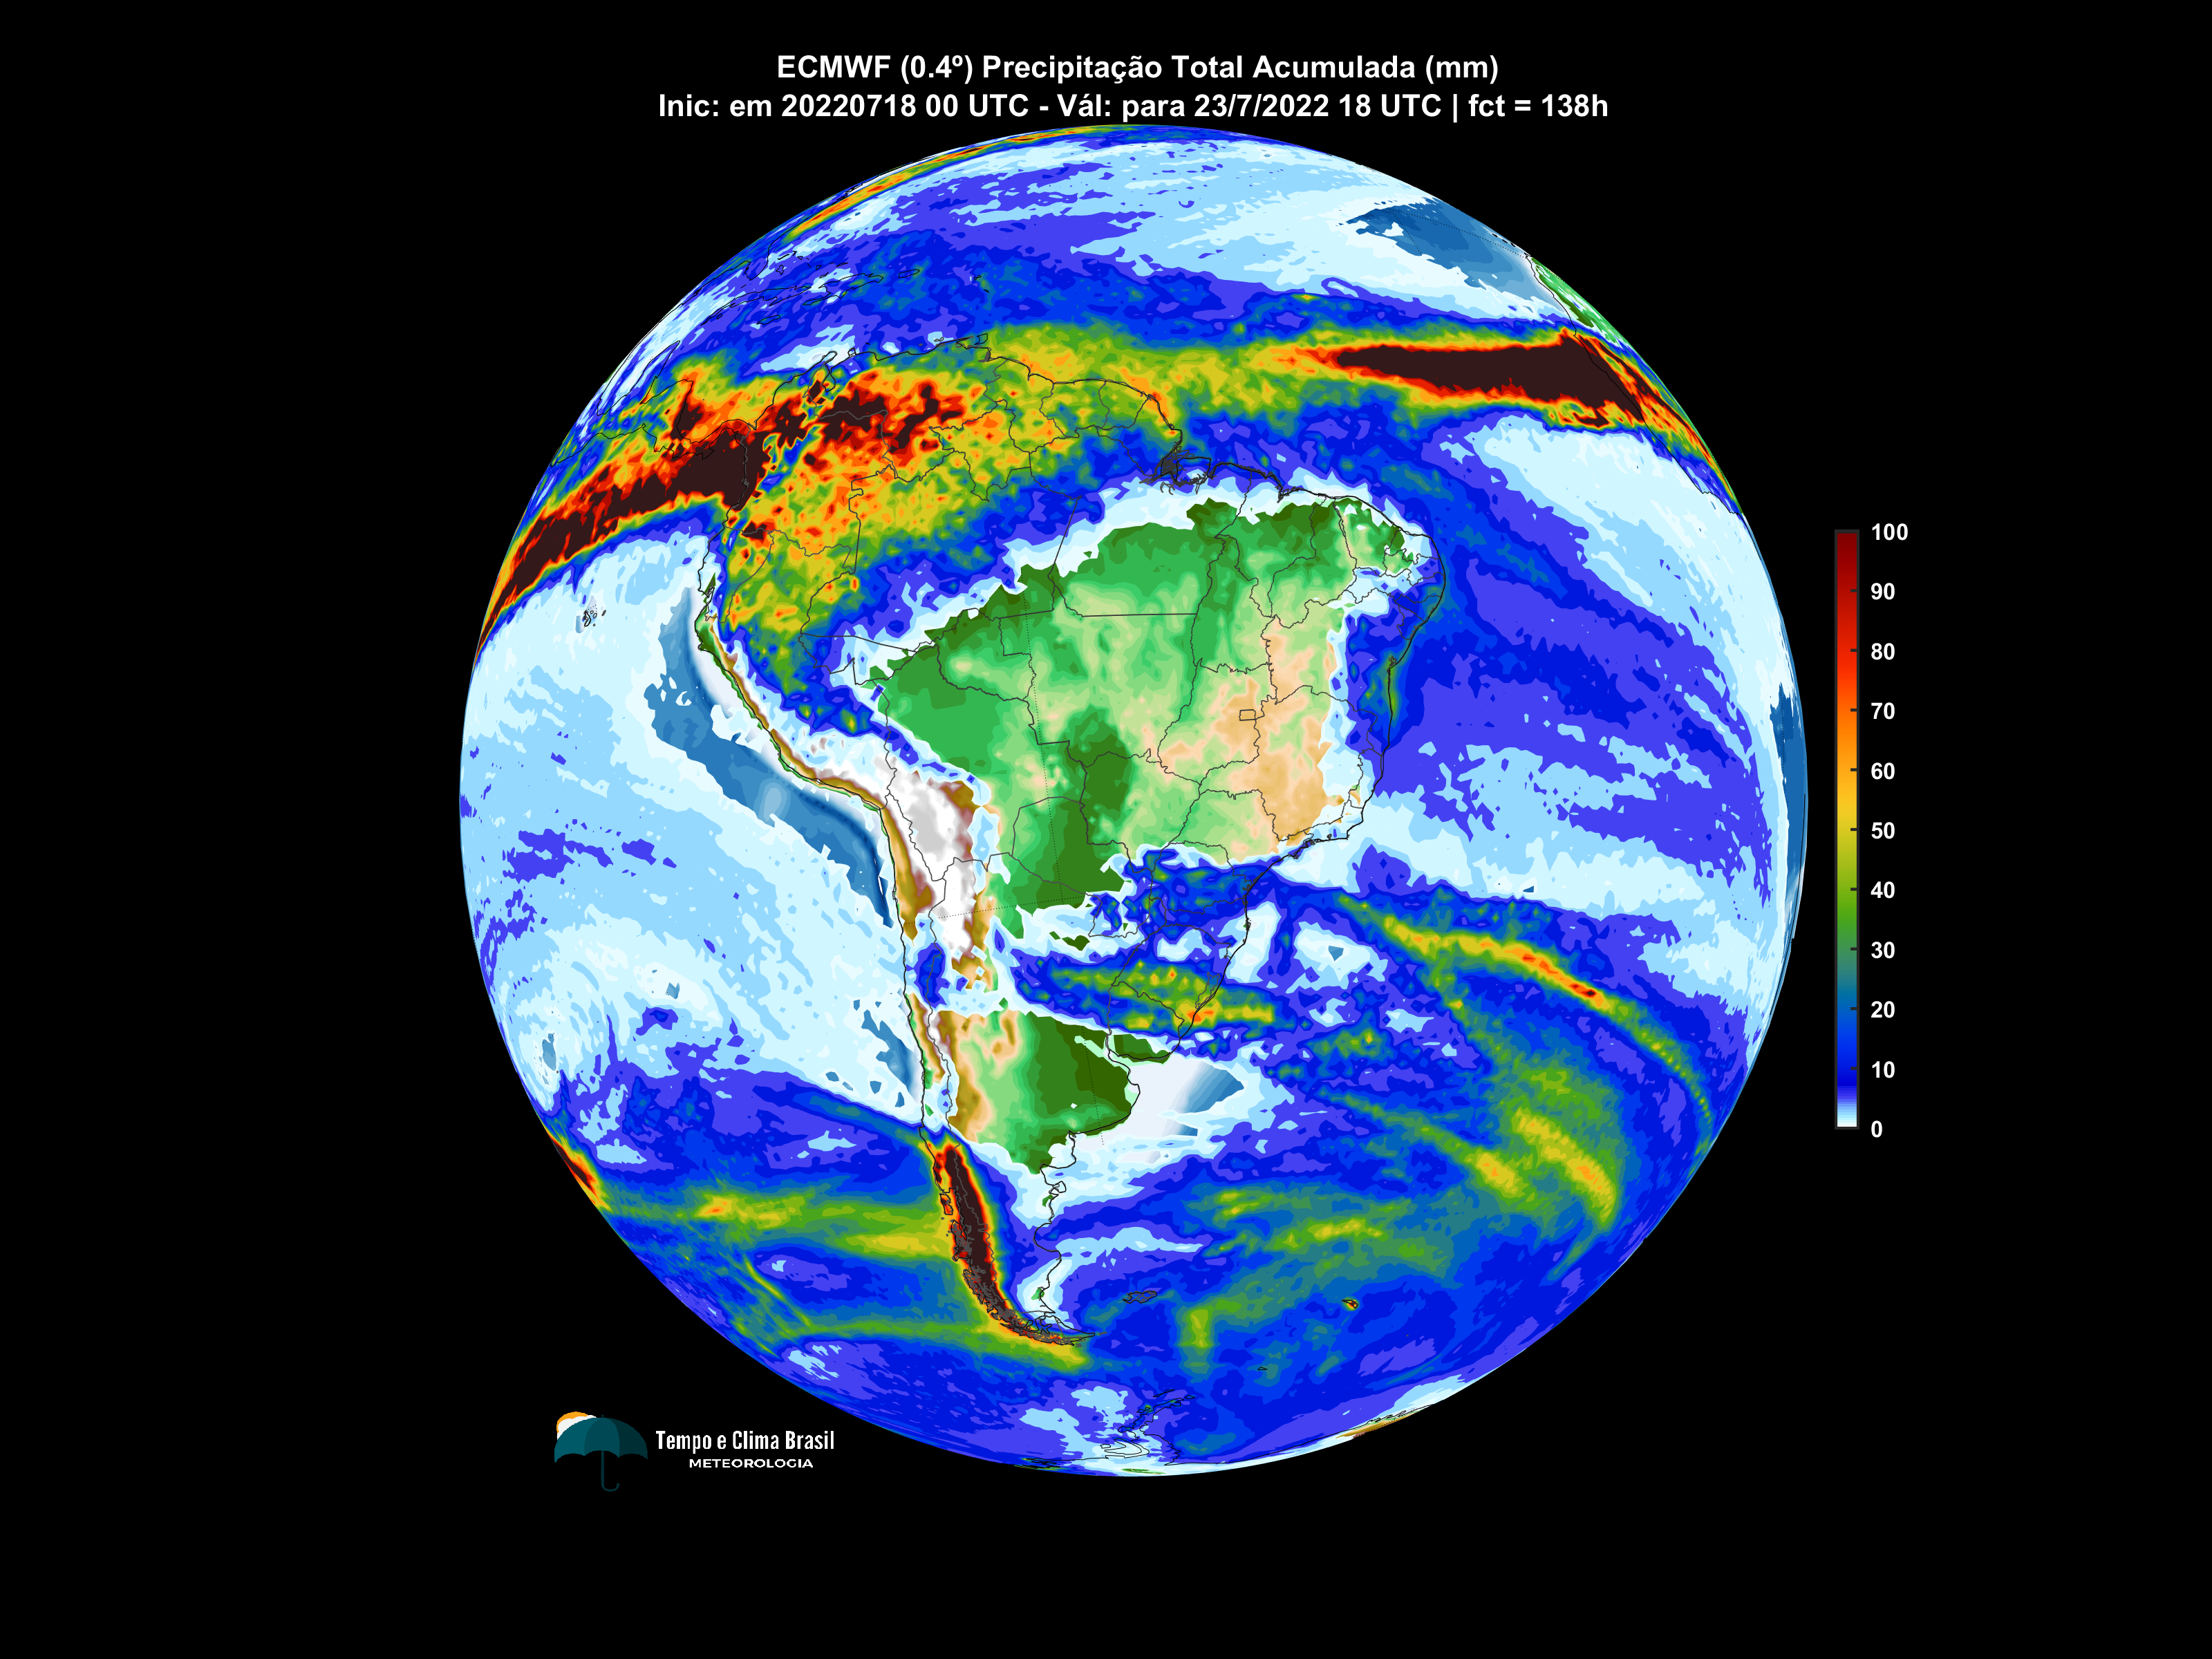 ECMWF (0.4º) Precipitação Total Acumulada (mm)
Inic: em 20220718 00 UTC - Vál: para 23/7/2022 18 UTC | fct = 138h
100
90
80
70
60
50
40
30
20
10
0
Tempo e Clima Brasil
METEOROLOGIA